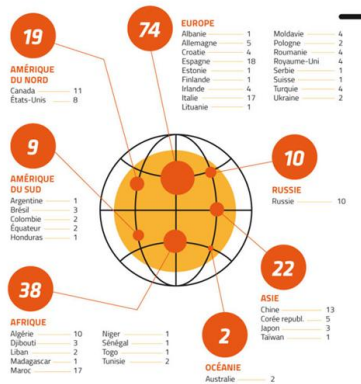 19
AMÉRIQUE
DU NORD
Canada 11
États-Unis 8
74
EUROPE
Albanie 1
Allemagne 5
Croatie 4
Espagne 18
Estonie 1
Finlande 1
Irlande 4
Italie 17
Lituanie 1
Moldavie 4
Pologne 2
Roumanie 4
Royaume-Uni 4
Serbie 1
Suisse 1
Turquie 4
Ukraine 2
9
AMÉRIQUE
DU SUD
Argentine 1
Brésil 3
Colombie 2
Équateur 2
Honduras 1
10
RUSSIE
Russie 10
22
ASIE
Chine 13
Corée republ. 5
Japon 3
Taiwan 1
38
AFRIQUE
Algérie 10
Djibouti 3
Liban 2
Madagascar 1
Maroc 17
Niger 1
Sénégal 1
Togo 1
Tunisie 2
2
OCÉANIE
Australie 2